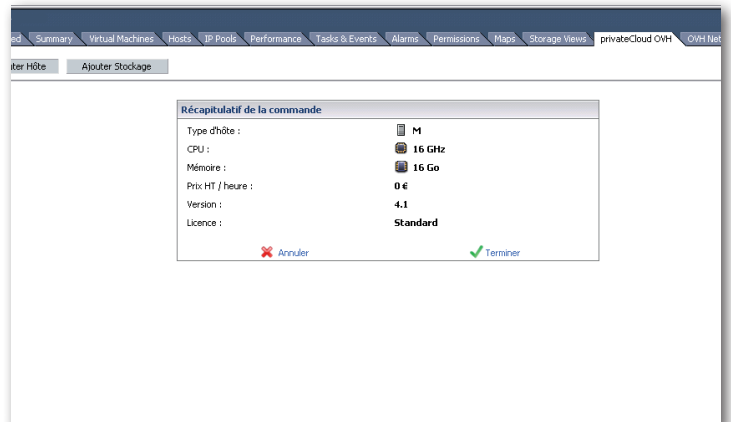 ed Summary Virtual Machines Hosts IP Pools Performance Tasks & Events Alarms Permissions Maps Storage Views privateCloud OVH OVH Net
uter Hôte Ajouter Stockage
Récapitulatif de la commande
Type d'hôte : M
CPU : 16 GHz
Mémoire : 16 Go
Prix HT / heure : 0 €
Version : 4.1
Licence : Standard
Annuler Terminer